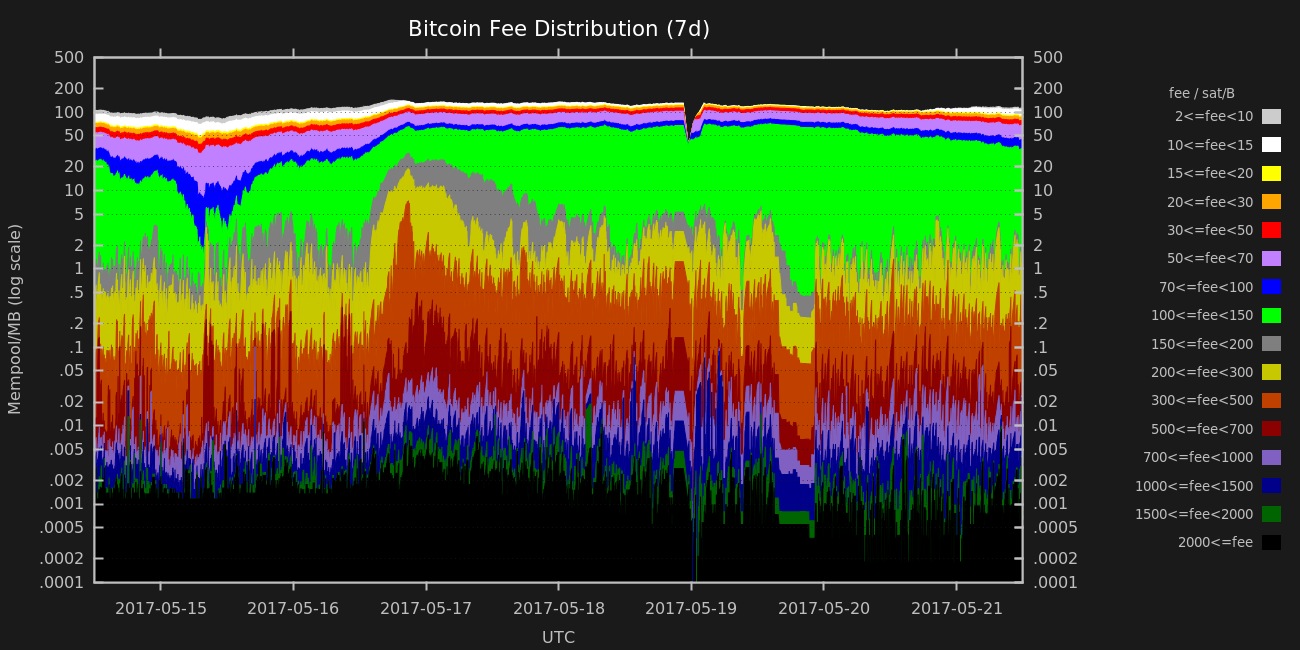 Bitcoin Fee Distribution (7d)
Mempool/MB (log scale)
500
200
100
50
20
10
5
2
1
.5
.2
.1
.05
.02
.01
.005
.002
.001
.0005
.0002
.0001
500
200
100
50
20
10
5
2
1
.5
.2
.1
.05
.02
.01
.005
.002
.001
.0005
.0002
.0001
2017-05-15 2017-05-16 2017-05-17 2017-05-18 2017-05-19 2017-05-20 2017-05-21
UTC
fee / sat/B
2<=fee<10
10<=fee<15
15<=fee<20
20<=fee<30
30<=fee<50
50<=fee<70
70<=fee<100
100<=fee<150
150<=fee<200
200<=fee<300
300<=fee<500
500<=fee<700
700<=fee<1000
1000<=fee<1500
1500<=fee<2000
2000<=fee